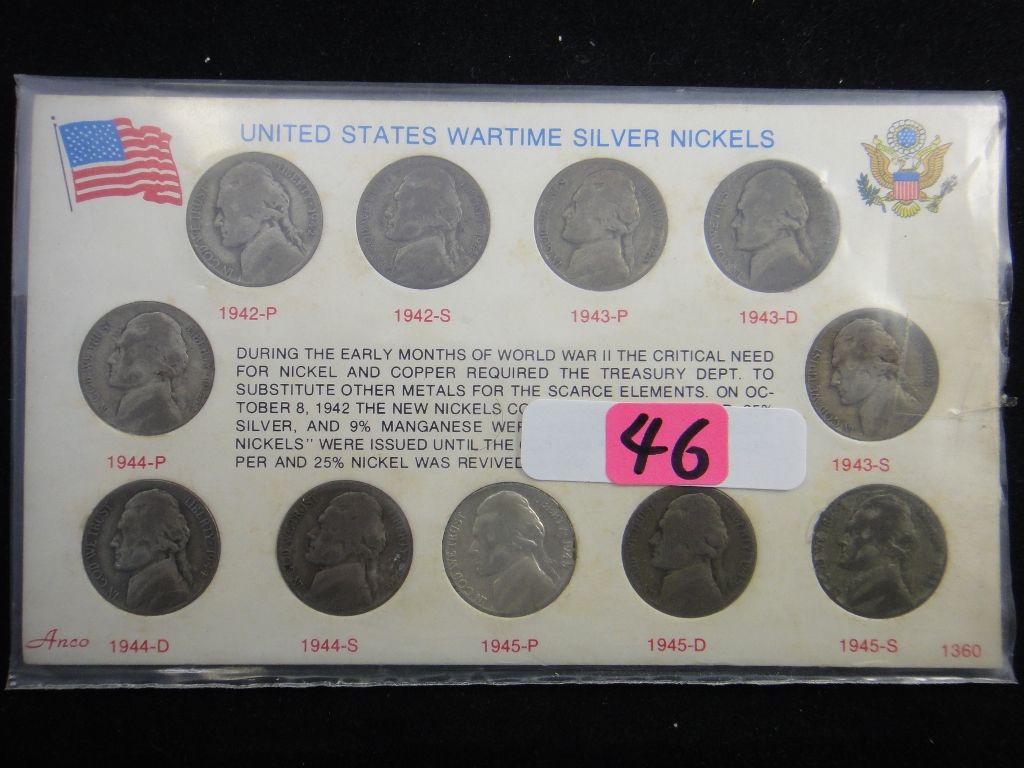 UNITED STATES WARTIME SILVER NICKELS
1942-P 1942-S 1943-P 1943-D
DURING THE EARLY MONTHS OF WORLD WAR II THE CRITICAL NEED
FOR NICKEL AND COPPER REQUIRED THE TREASURY DEPT. TO
SUBSTITUTE OTHER METALS FOR THE SCARCE ELEMENTS. ON OC-
TOBER 8, 1942 THE NEW NICKELS
SILVER, AND 9% MANGANESE
NICKELS" WERE ISSUED UNTIL THE
PER AND 25% NICKEL WAS REVIVED
46
1944-P 1943-S
1944-D 1944-S 1945-P 1945-D 1945-S
Anco 1360